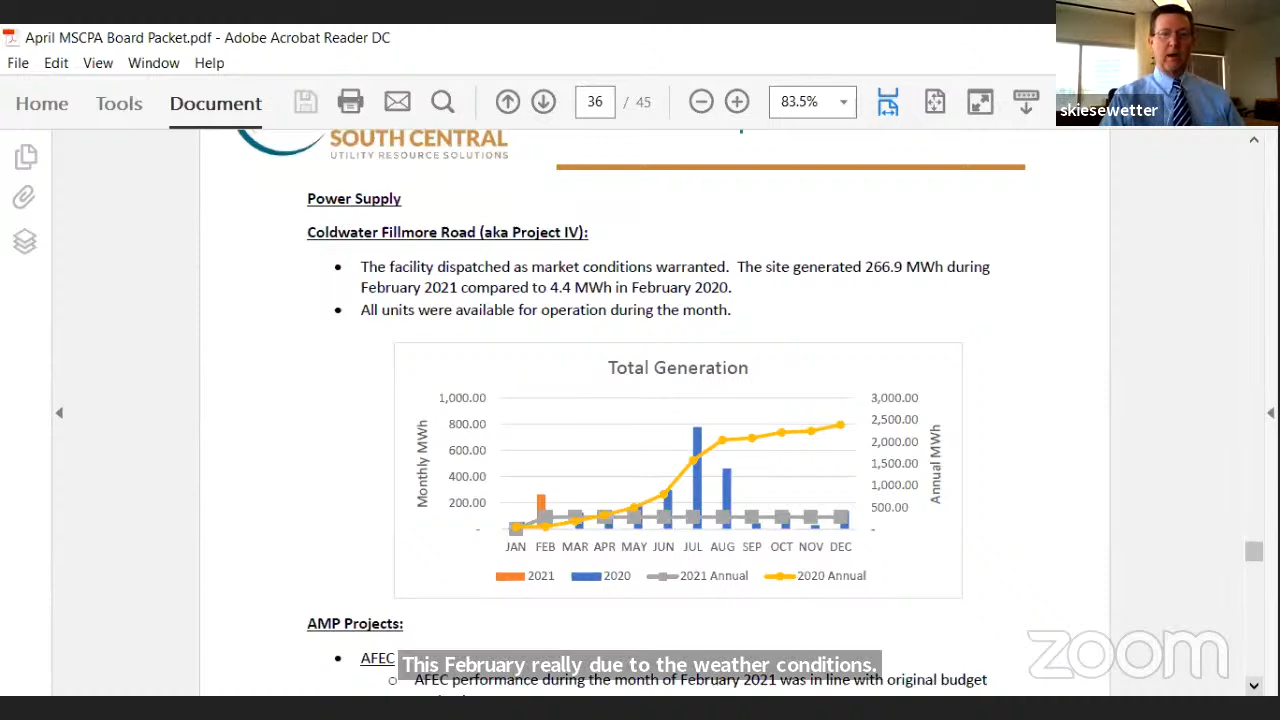 April MSCPA Board Packet.pdf - Adobe Acrobat Reader DC
File Edit View Window Help
Home Tools Document 36 / 45 83.5%
skiesewetter
SOUTH CENTRAL
UTILITY RESOURCE SOLUTIONS
Power Supply
Coldwater Fillmore Road (aka Project IV):
• The facility dispatched as market conditions warranted. The site generated 266.9 MWh during
February 2021 compared to 4.4 MWh in February 2020.
• All units were available for operation during the month.
Total Generation
Monthly MWh
1,000.00
800.00
600.00
400.00
200.00
-
3,000.00
2,500.00
2,000.00
1,500.00
1,000.00
500.00
-
Annual MWh
JAN FEB MAR APR MAY JUN JUL AUG SEP OCT NOV DEC
2021 2020 2021 Annual 2020 Annual
AMP Projects:
• AFEC
This February really due to the weather conditions.
o AFEC performance during the month of February 2021 was in line with original budget
zoom